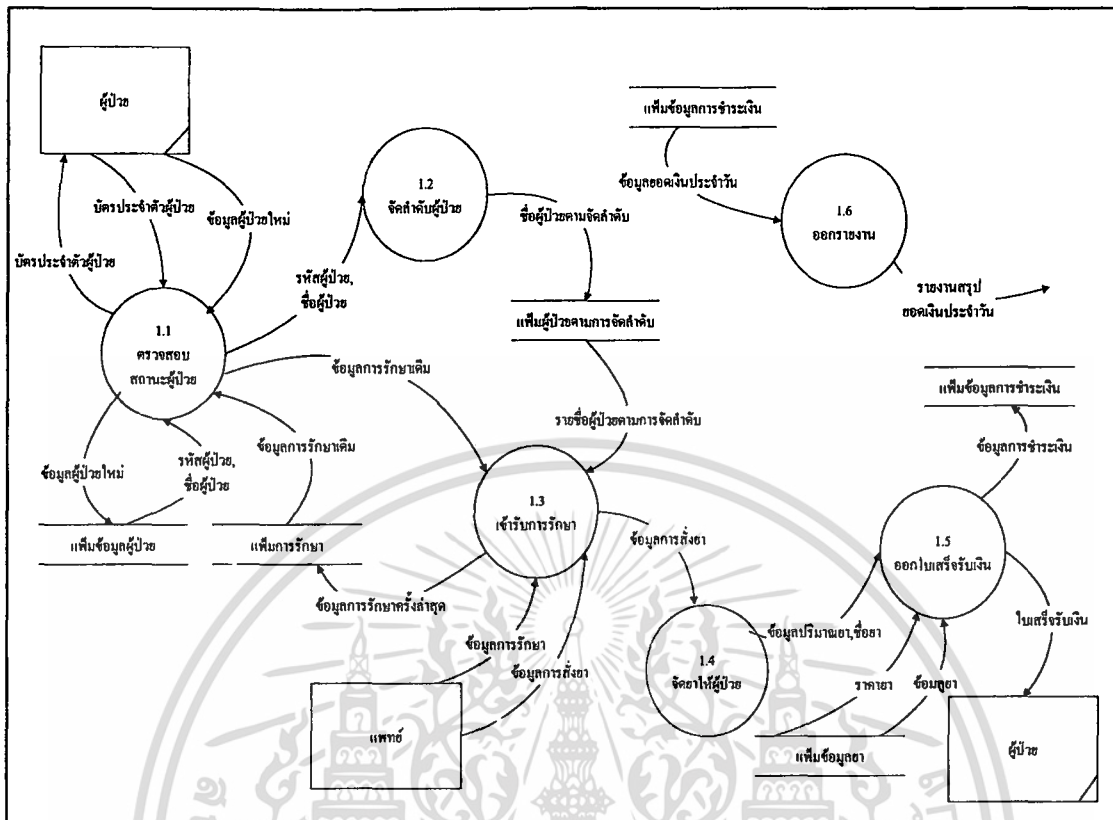 ผู้ป่วย
แฟ้มข้อมูลการชำระเงิน
1.2
จัดลำดับผู้ป่วย
ข้อมูลยอดเงินประจำวัน
1.6
ออกรายงาน
บัตรประจำตัวผู้ป่วย
ข้อมูลผู้ป่วยใหม่
ชื่อผู้ป่วยตามจัดลำดับ
บัตรประจำตัวผู้ป่วย
รหัสผู้ป่วย,
ชื่อผู้ป่วย
รายงานสรุป
ยอดเงินประจำวัน
แฟ้มผู้ป่วยตามการจัดลำดับ
1.1
ตรวจสอบ
สถานะผู้ป่วย
ข้อมูลการรักษาเดิม
แฟ้มข้อมูลการชำระเงิน
รายชื่อผู้ป่วยตามการจัดลำดับ
ข้อมูลการชำระเงิน
ข้อมูลผู้ป่วยใหม่
รหัสผู้ป่วย,
ชื่อผู้ป่วย
ข้อมูลการรักษาเดิม
1.3
เข้ารับการรักษา
แฟ้มข้อมูลผู้ป่วย
แฟ้มการรักษา
ข้อมูลการสั่งยา
1.5
ออกใบเสร็จรับเงิน
ข้อมูลการรักษาครั้งล่าสุด
ข้อมูลการรักษา
ข้อมูลการสั่งยา
ข้อมูลปริมาณยา,ชื่อยา
ใบเสร็จรับเงิน
1.4
จัดยาให้ผู้ป่วย
ราคายา
ข้อมูลยา
แพทย์
แฟ้มข้อมูลยา
ผู้ป่วย